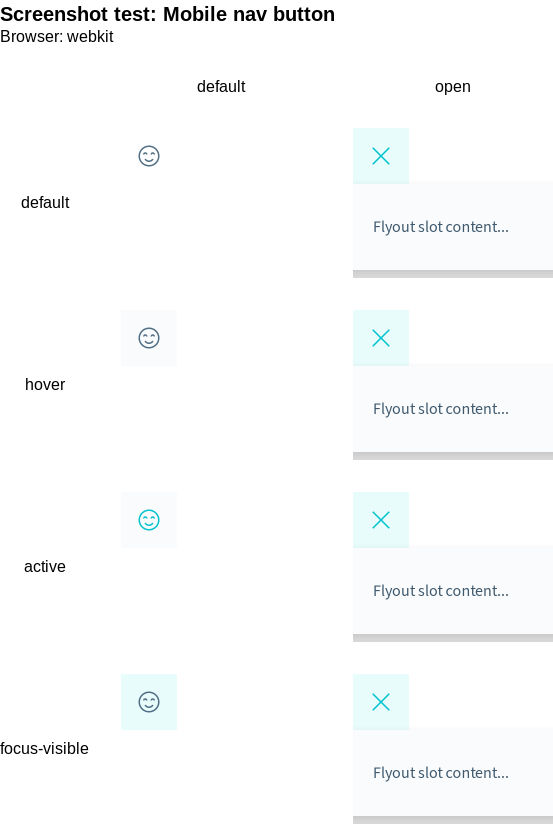 Screenshot test: Mobile nav button
Browser: webkit
default open
default
Flyout slot content...
hover
Flyout slot content...
active
Flyout slot content...
focus-visible
Flyout slot content...